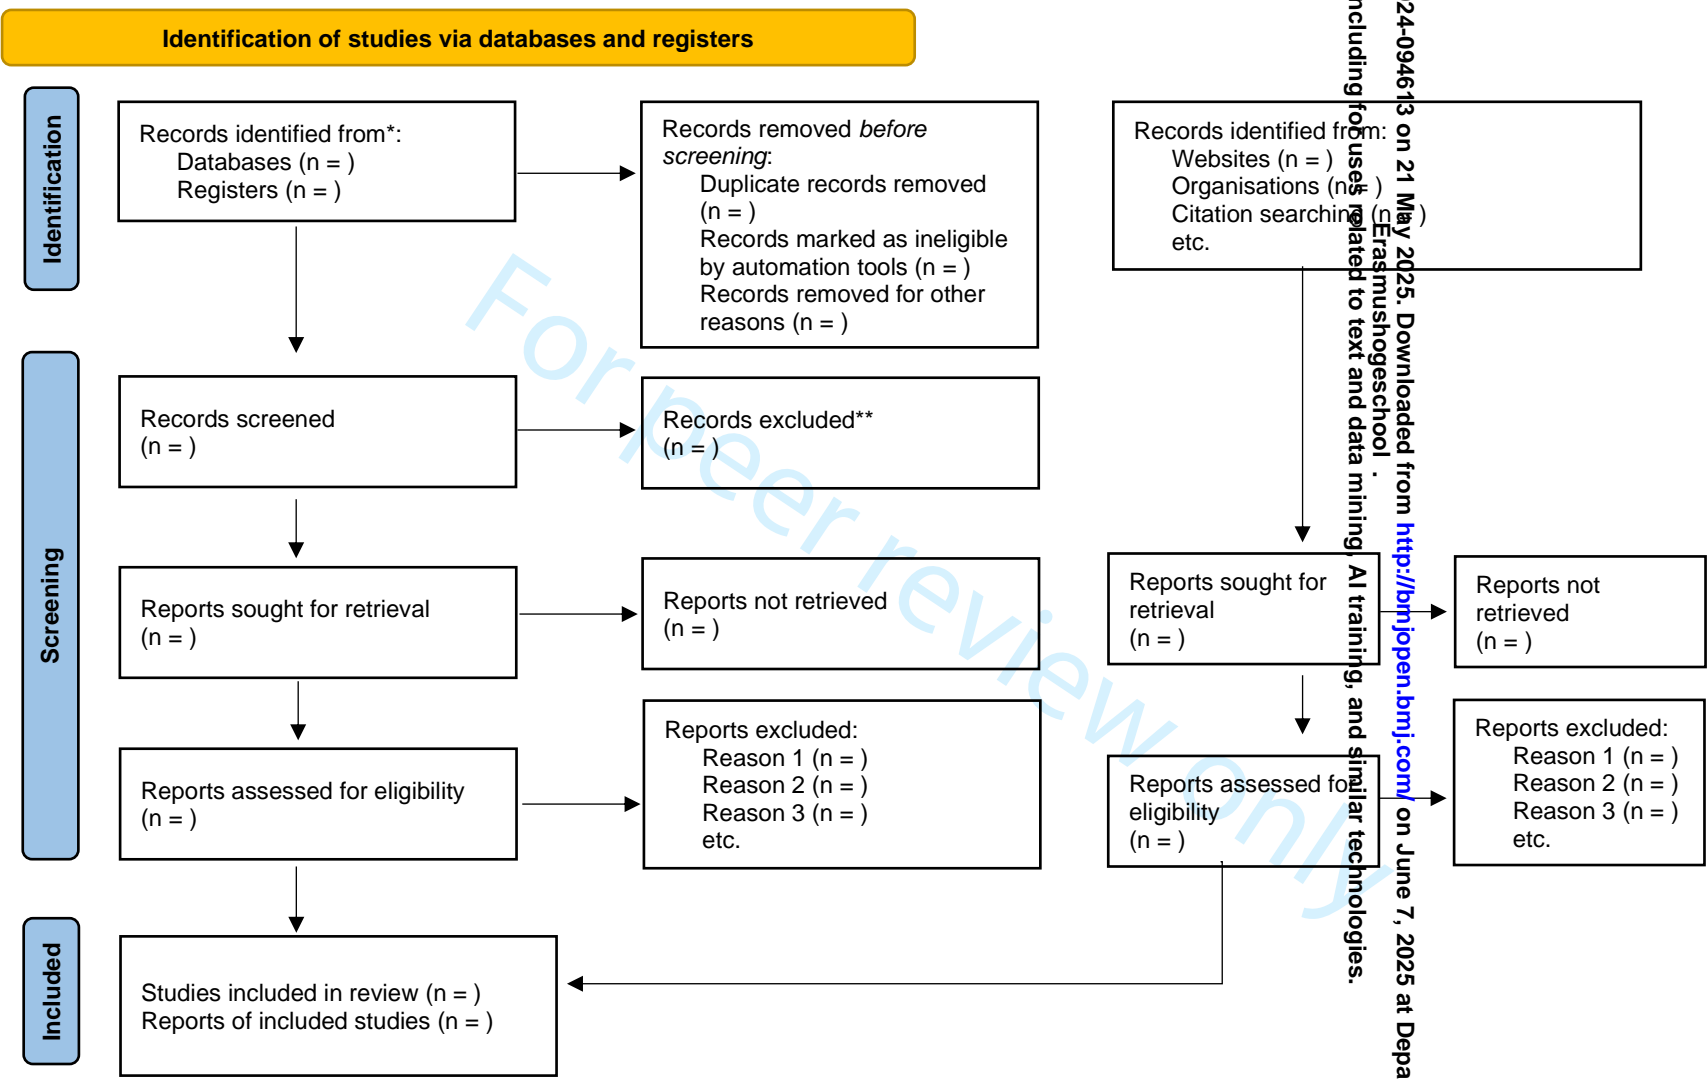 Identification of studies via databases and registers
Identification
Records identified from*:
Databases (n = )
Registers (n = )
Records removed before
screening:
Duplicate records removed
(n = )
Records marked as ineligible
by automation tools (n = )
Records removed for other
reasons (n = )
Records identified from:
Websites (n = )
Organisations (n = )
Citation searching (n = )
etc.
Screening
Records screened
(n = )
Records excluded**
(n = )
Reports sought for retrieval
(n = )
Reports not retrieved
(n = )
Reports sought for
retrieval
(n = )
Reports not
retrieved
(n = )
Reports assessed for eligibility
(n = )
Reports excluded:
Reason 1 (n = )
Reason 2 (n = )
Reason 3 (n = )
etc.
Reports assessed for
eligibility
(n = )
Reports excluded:
Reason 1 (n = )
Reason 2 (n = )
Reason 3 (n = )
etc.
Included
Studies included in review (n = )
Reports of included studies (n = )
For peer review only
24-094613 on 21 May 2025. Downloaded from http://bmjopen.bmj.com/ on June 7, 2025 at Depa
Erasmushogeschool .
ncluding for uses related to text and data mining, AI training, and similar technologies.